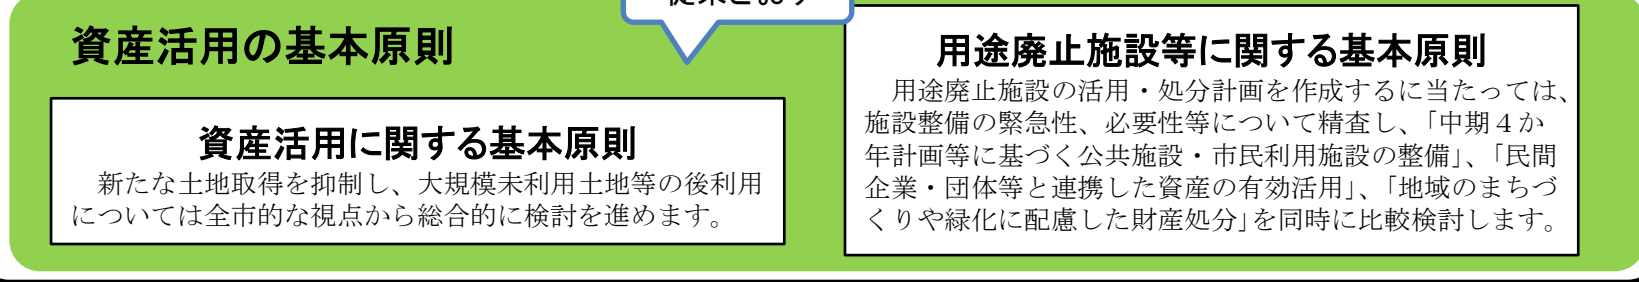 資産活用の基本原則
資産活用に関する基本原則
新たな土地取得を抑制し、大規模未利用土地等の後利用
については全市的な視点から総合的に検討を進めます。
用途廃止施設等に関する基本原則
用途廃止施設の活用・処分計画を作成するに当たっては、
施設整備の緊急性、必要性等について精査し、「中期４か
年計画等に基づく公共施設・市民利用施設の整備」、「民間
企業・団体等と連携した資産の有効活用」、「地域のまちづ
くりや緑化に配慮した財産処分」を同時に比較検討します。